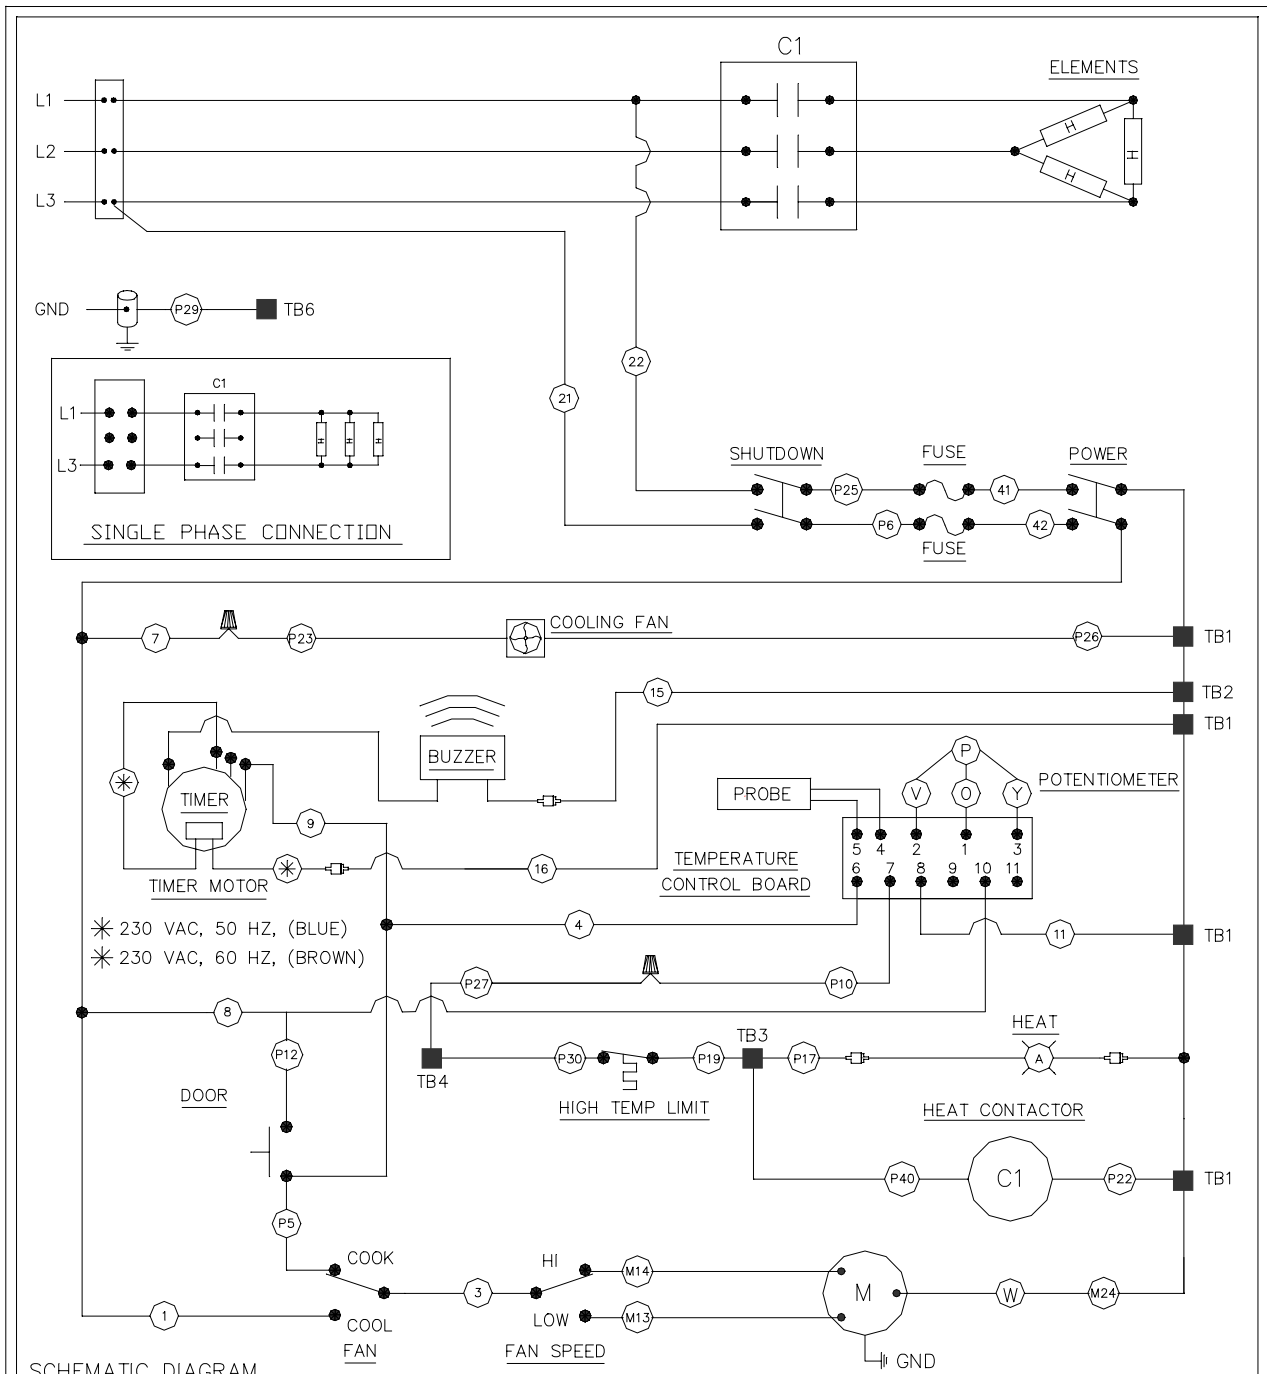 C1
ELEMENTS
L1
H
L2
H
H
L3
GND
P29
TB6
22
21
C1
L1
H
H
H
L3
SINGLE PHASE CONNECTION
SHUTDOWN
FUSE
POWER
P25
41
P6
42
FUSE
7
P23
COOLING FAN
P26
TB1
15
TB2
TB1
BUZZER
P
POTENTIOMETER
PROBE
V
O
Y
TIMER
9
5 4 2 1 3
6 7 8 9 10 11
TEMPERATURE
CONTROL BOARD
16
TIMER MOTOR
230 VAC, 50 HZ, (BLUE)
230 VAC, 60 HZ, (BROWN)
4
11
TB1
P27
P10
8
P12
HEAT
TB3
P30
P19
P17
A
TB4
HIGH TEMP LIMIT
DOOR
HEAT CONTACTOR
P40
C1
P22
TB1
P5
COOK
HI
M14
3
M
W
M24
1
COOL
LOW
M13
FAN
FAN SPEED
GND
SCHEMATIC DIAGRAM